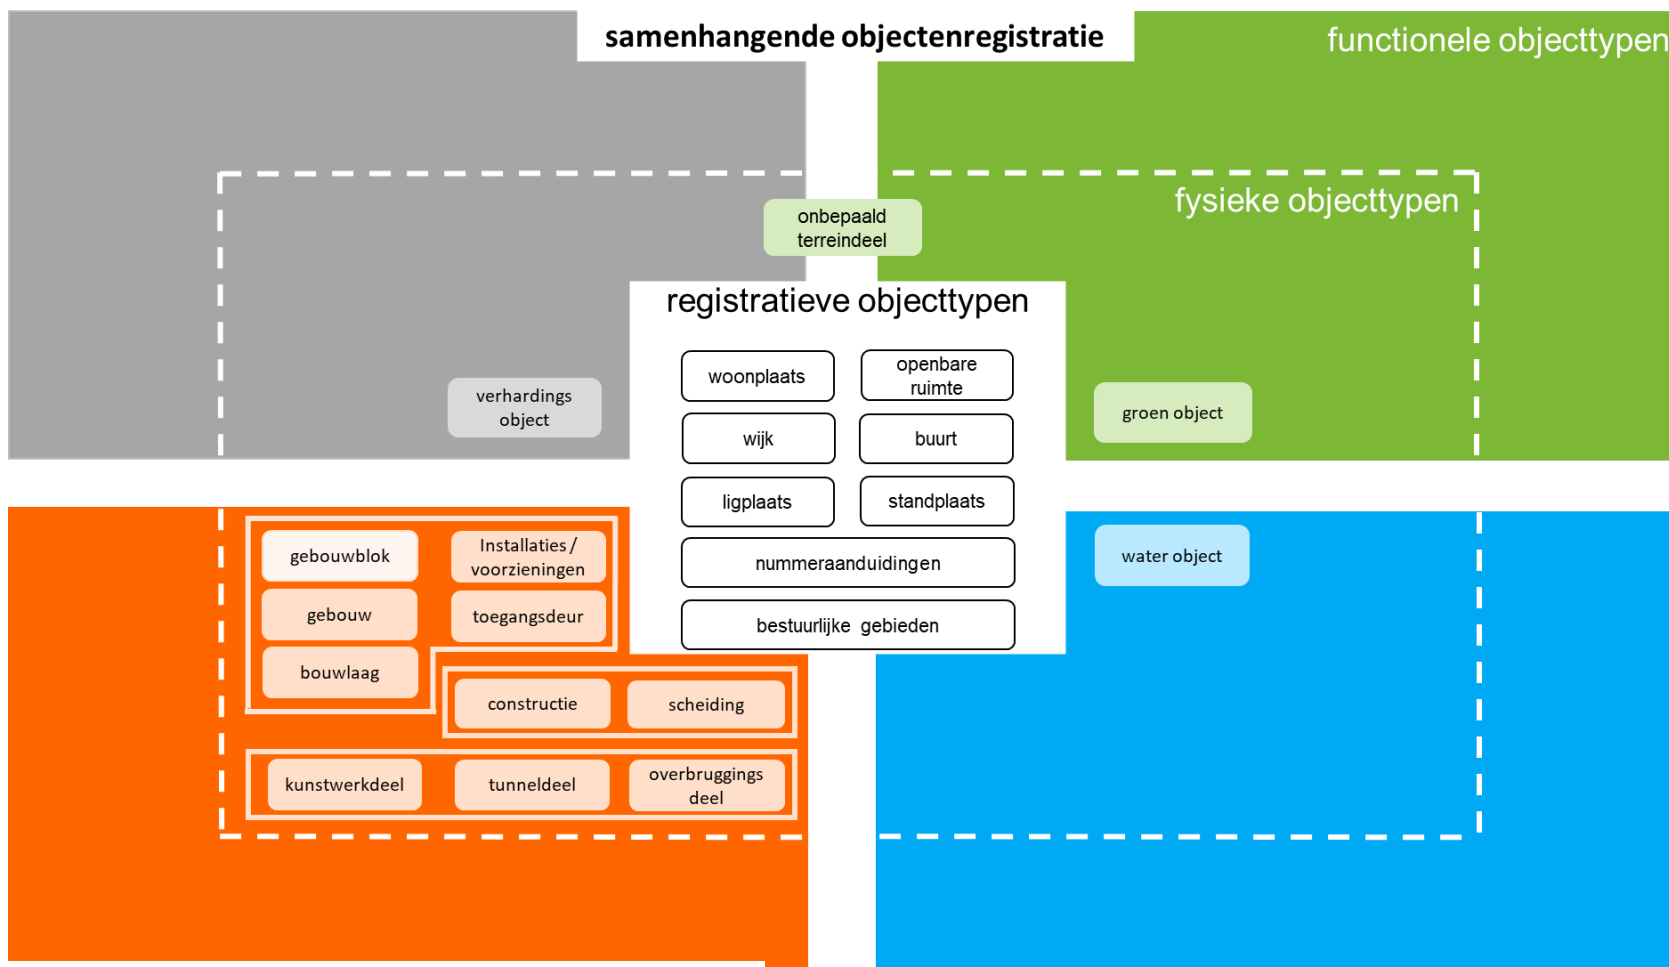 samenhangende objectenregistratie
functionele objecttypen
fysieke objecttypen
onbepaald
terreindeel
registratieve objecttypen
woonplaats
openbare
ruimte
verhardings
object
groen object
wijk
buurt
ligplaats
standplaats
gebouwblok
Installaties /
voorzieningen
nummeraanduidingen
water object
gebouw
toegangsdeur
bestuurlijke gebieden
bouwlaag
constructie
scheiding
kunstwerkdeel
tunneldeel
overbruggings
deel